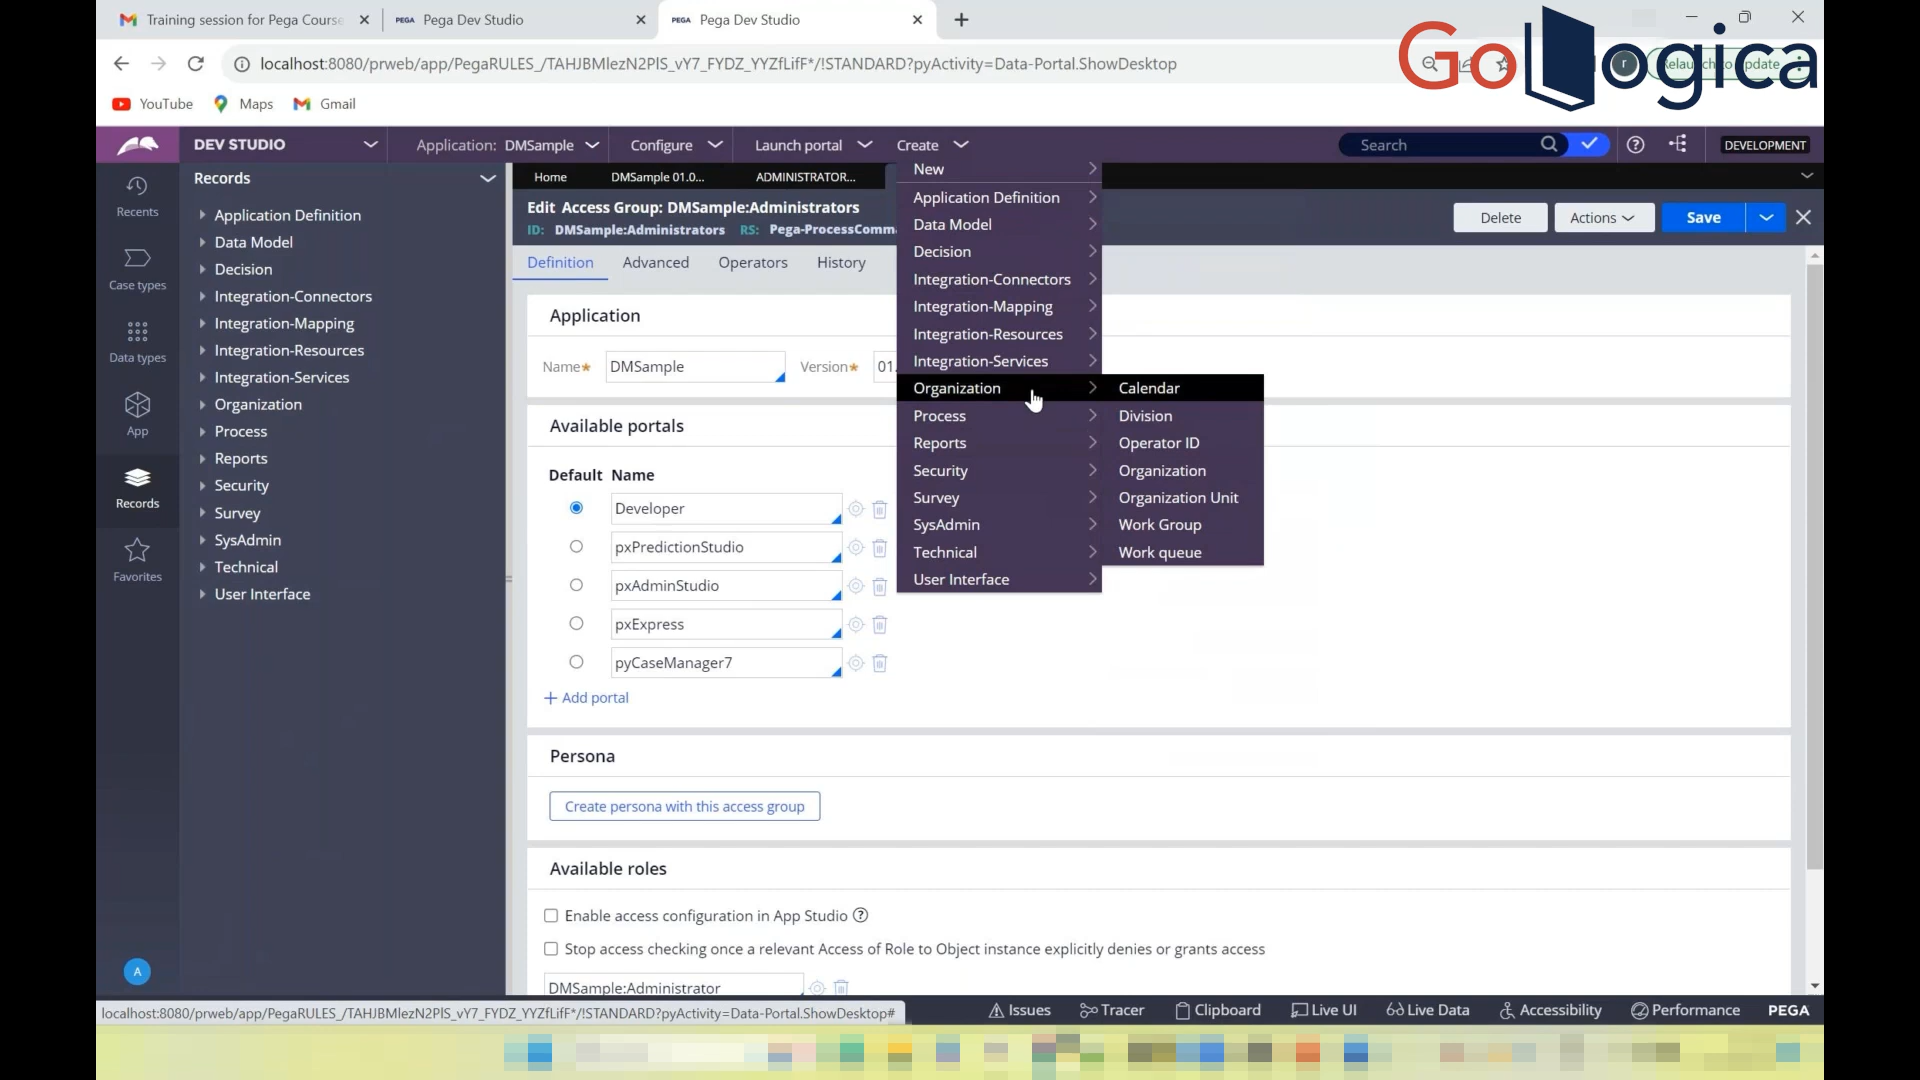 Training session for Pega Course
PEGA Pega Dev Studio
PEGA Pega Dev Studio
GoLogica
localhost:8080/prweb/app/PegaRULES_/TAHJBMlezN2PlS_vY7_FYDZ_YYZfLifF*/!STANDARD?pyActivity=Data-Portal.ShowDesktop
YouTube Maps Gmail
DEV STUDIO
Application: DMSample
Configure
Launch portal
Create
Search
DEVELOPMENT
Recents
Case types
Data types
App
Records
Favorites
A
Records
Application Definition
Data Model
Decision
Integration-Connectors
Integration-Mapping
Integration-Resources
Integration-Services
Organization
Process
Reports
Security
Survey
SysAdmin
Technical
User Interface
Home DMSample 01.0... ADMINISTRATOR...
Edit Access Group: DMSample:Administrators
ID: DMSample:Administrators RS: Pega-ProcessComma
Delete Actions Save
Definition Advanced Operators History
Application
Name* DMSample Version* 01.
Available portals
Default Name
Developer
pxPredictionStudio
pxAdminStudio
pxExpress
pyCaseManager7
+ Add portal
New
Application Definition
Data Model
Decision
Integration-Connectors
Integration-Mapping
Integration-Resources
Integration-Services
Organization
Process
Reports
Security
Survey
SysAdmin
Technical
User Interface
Calendar
Division
Operator ID
Organization
Organization Unit
Work Group
Work queue
Persona
Create persona with this access group
Available roles
Enable access configuration in App Studio
Stop access checking once a relevant Access of Role to Object instance explicitly denies or grants access
DMSample:Administrator
localhost:8080/prweb/app/PegaRULES_/TAHJBMlezN2PlS_vY7_FYDZ_YYZfLifF*/!STANDARD?pyActivity=Data-Portal.ShowDesktop#
Issues Tracer Clipboard Live UI Live Data Accessibility Performance PEGA